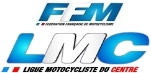 FFM
FÉDÉRATION FRANÇAISE DE MOTOCYCLISME
LMC
LIGUE MOTOCYCLISTE DU CENTRE